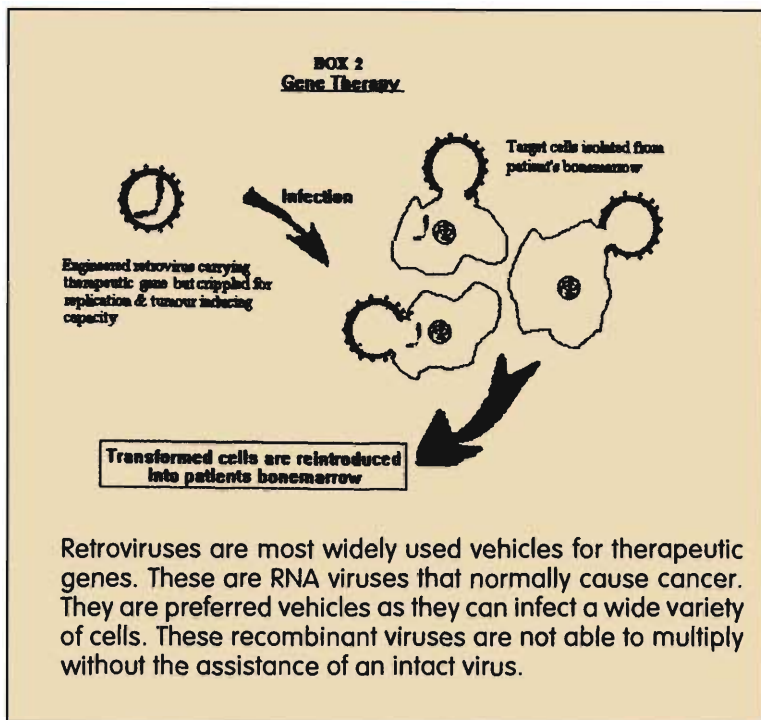 BOX 2
Gene Therapy
Target cells isolated from
patient's bonemarrow
Infection
Engineered retrovirus carrying
therapeutic gene but crippled for
replication & tumour inducing
capacity
Transformed cells are reintroduced
into patients bonemarrow
Retroviruses are most widely used vehicles for therapeutic
genes. These are RNA viruses that normally cause cancer.
They are preferred vehicles as they can infect a wide variety
of cells. These recombinant viruses are not able to multiply
without the assistance of an intact virus.